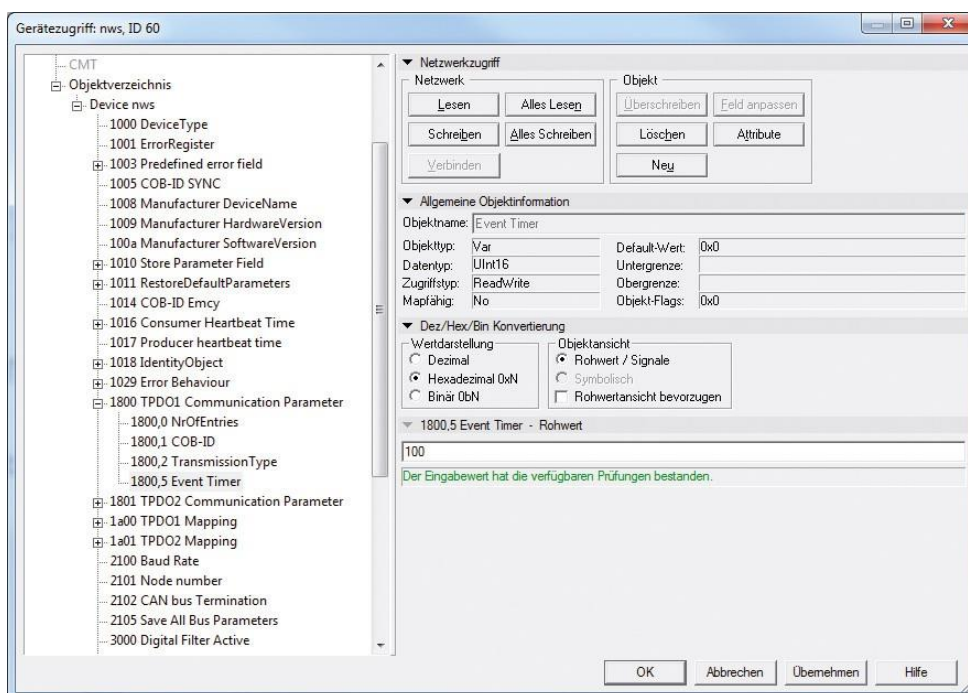 Gerätezugriff: nws, ID 60
CMT
Objektverzeichnis
Device nws
1000 DeviceType
1001 ErrorRegister
1003 Predefined error field
1005 COB-ID SYNC
1008 Manufacturer DeviceName
1009 Manufacturer HardwareVersion
100a Manufacturer SoftwareVersion
1010 Store Parameter Field
1011 RestoreDefaultParameters
1014 COB-ID Emcy
1016 Consumer Heartbeat Time
1017 Producer heartbeat time
1018 IdentityObject
1029 Error Behaviour
1800 TPDO1 Communication Parameter
1800,0 NrOfEntries
1800,1 COB-ID
1800,2 TransmissionType
1800,5 Event Timer
1801 TPDO2 Communication Parameter
1a00 TPDO1 Mapping
1a01 TPDO2 Mapping
2100 Baud Rate
2101 Node number
2102 CAN bus Termination
2105 Save All Bus Parameters
3000 Digital Filter Active
Netzwerkzugriff
Netzwerk
Lesen Alles Lesen
Schreiben Alles Schreiben
Verbinden
Objekt
Überschreiben Feld anpassen
Löschen Attribute
Neu
Allgemeine Objektinformation
Objektname: Event Timer
Objekttyp: Var Default-Wert: 0x0
Datentyp: UInt16 Untergrenze:
Zugriffstyp: ReadWrite Obergrenze:
Mapfähig: No Objekt-Flags: 0x0
Dez/Hex/Bin Konvertierung
Wertdarstellung
Dezimal
Hexadezimal 0xN
Binär 0bN
Objektansicht
Rohwert / Signale
Symbolisch
Rohwertansicht bevorzugen
1800,5 Event Timer - Rohwert
100
Der Eingabewert hat die verfügbaren Prüfungen bestanden.
OK Abbrechen Übernehmen Hilfe